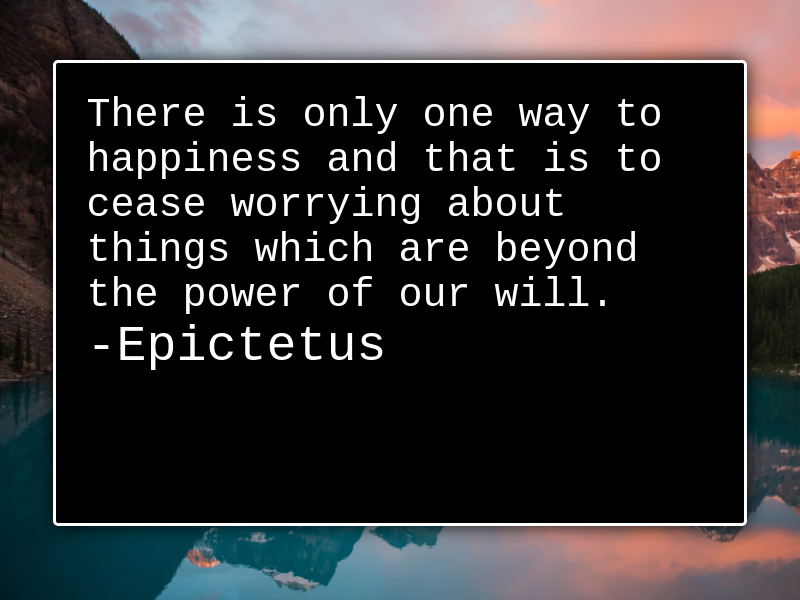 There is only one way to
happiness and that is to
cease worrying about
things which are beyond
the power of our will.
-Epictetus